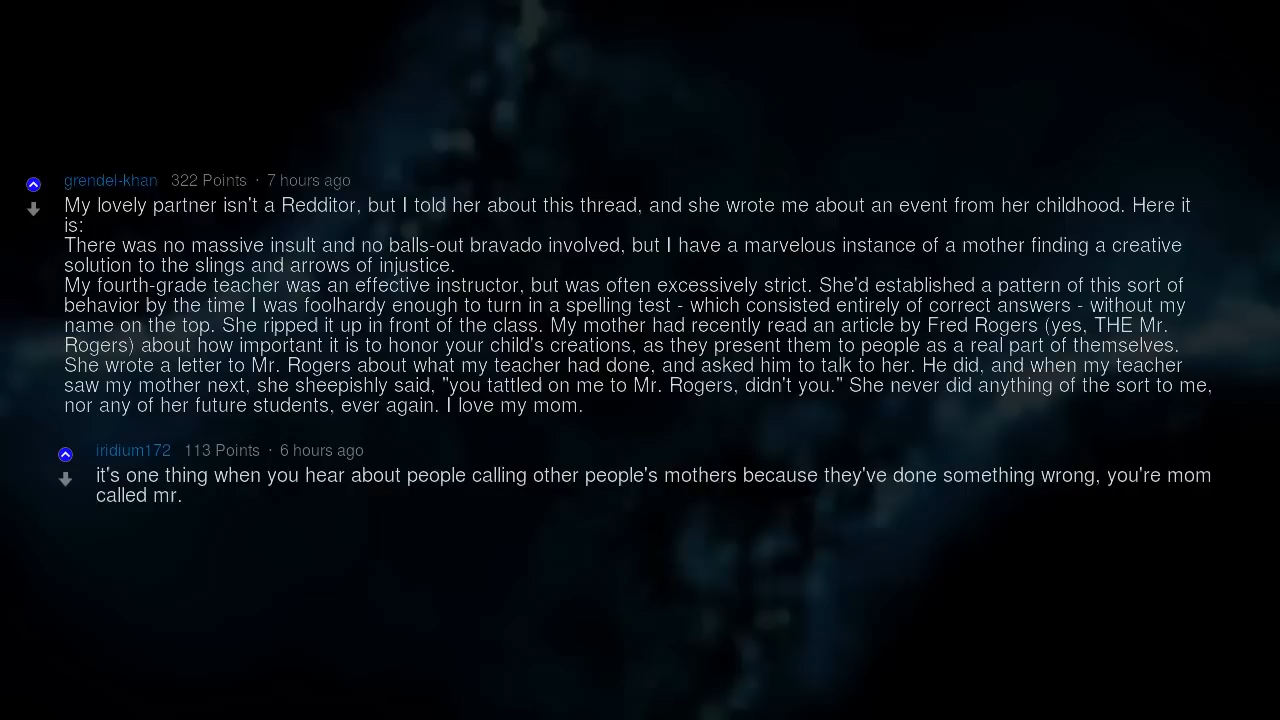 grendel-khan 322 Points · 7 hours ago
My lovely partner isn't a Redditor, but I told her about this thread, and she wrote me about an event from her childhood. Here it
is:
There was no massive insult and no balls-out bravado involved, but I have a marvelous instance of a mother finding a creative
solution to the slings and arrows of injustice.
My fourth-grade teacher was an effective instructor, but was often excessively strict. She'd established a pattern of this sort of
behavior by the time I was foolhardy enough to turn in a spelling test - which consisted entirely of correct answers - without my
name on the top. She ripped it up in front of the class. My mother had recently read an article by Fred Rogers (yes, THE Mr.
Rogers) about how important it is to honor your child's creations, as they present them to people as a real part of themselves.
She wrote a letter to Mr. Rogers about what my teacher had done, and asked him to talk to her. He did, and when my teacher
saw my mother next, she sheepishly said, "you tattled on me to Mr. Rogers, didn't you." She never did anything of the sort to me,
nor any of her future students, ever again. I love my mom.
iridium172 113 Points · 6 hours ago
it's one thing when you hear about people calling other people's mothers because they've done something wrong, you're mom
called mr.